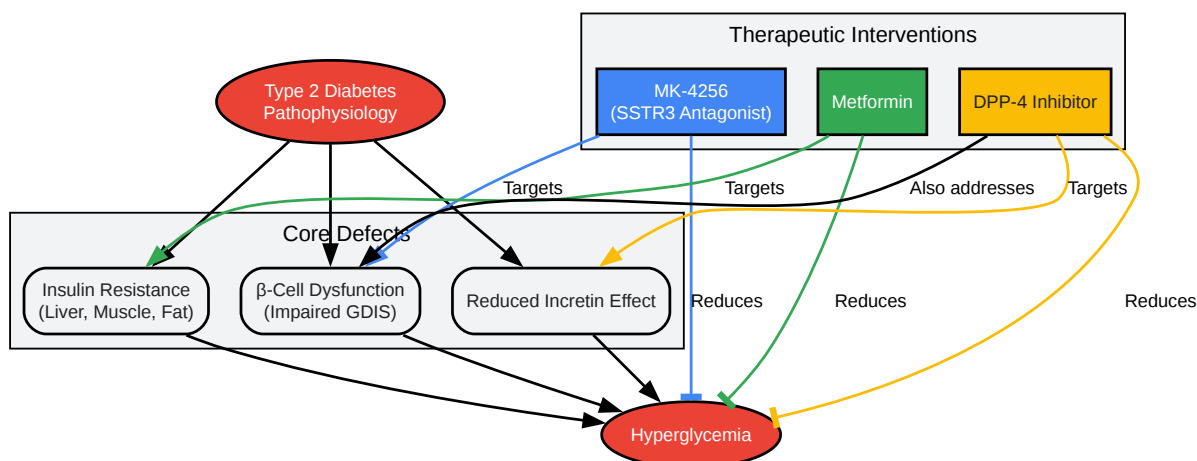 Therapeutic Interventions
Type 2 Diabetes
Pathophysiology
MK-4256
(SSTR3 Antagonist)
Metformin
DPP-4 Inhibitor
Targets
Targets
Also addresses
Targets
Core Defects
Insulin Resistance
(Liver, Muscle, Fat)
β-Cell Dysfunction
(Impaired GDIS)
Reduced Incretin Effect
Reduces
Reduces
Reduces
Hyperglycemia